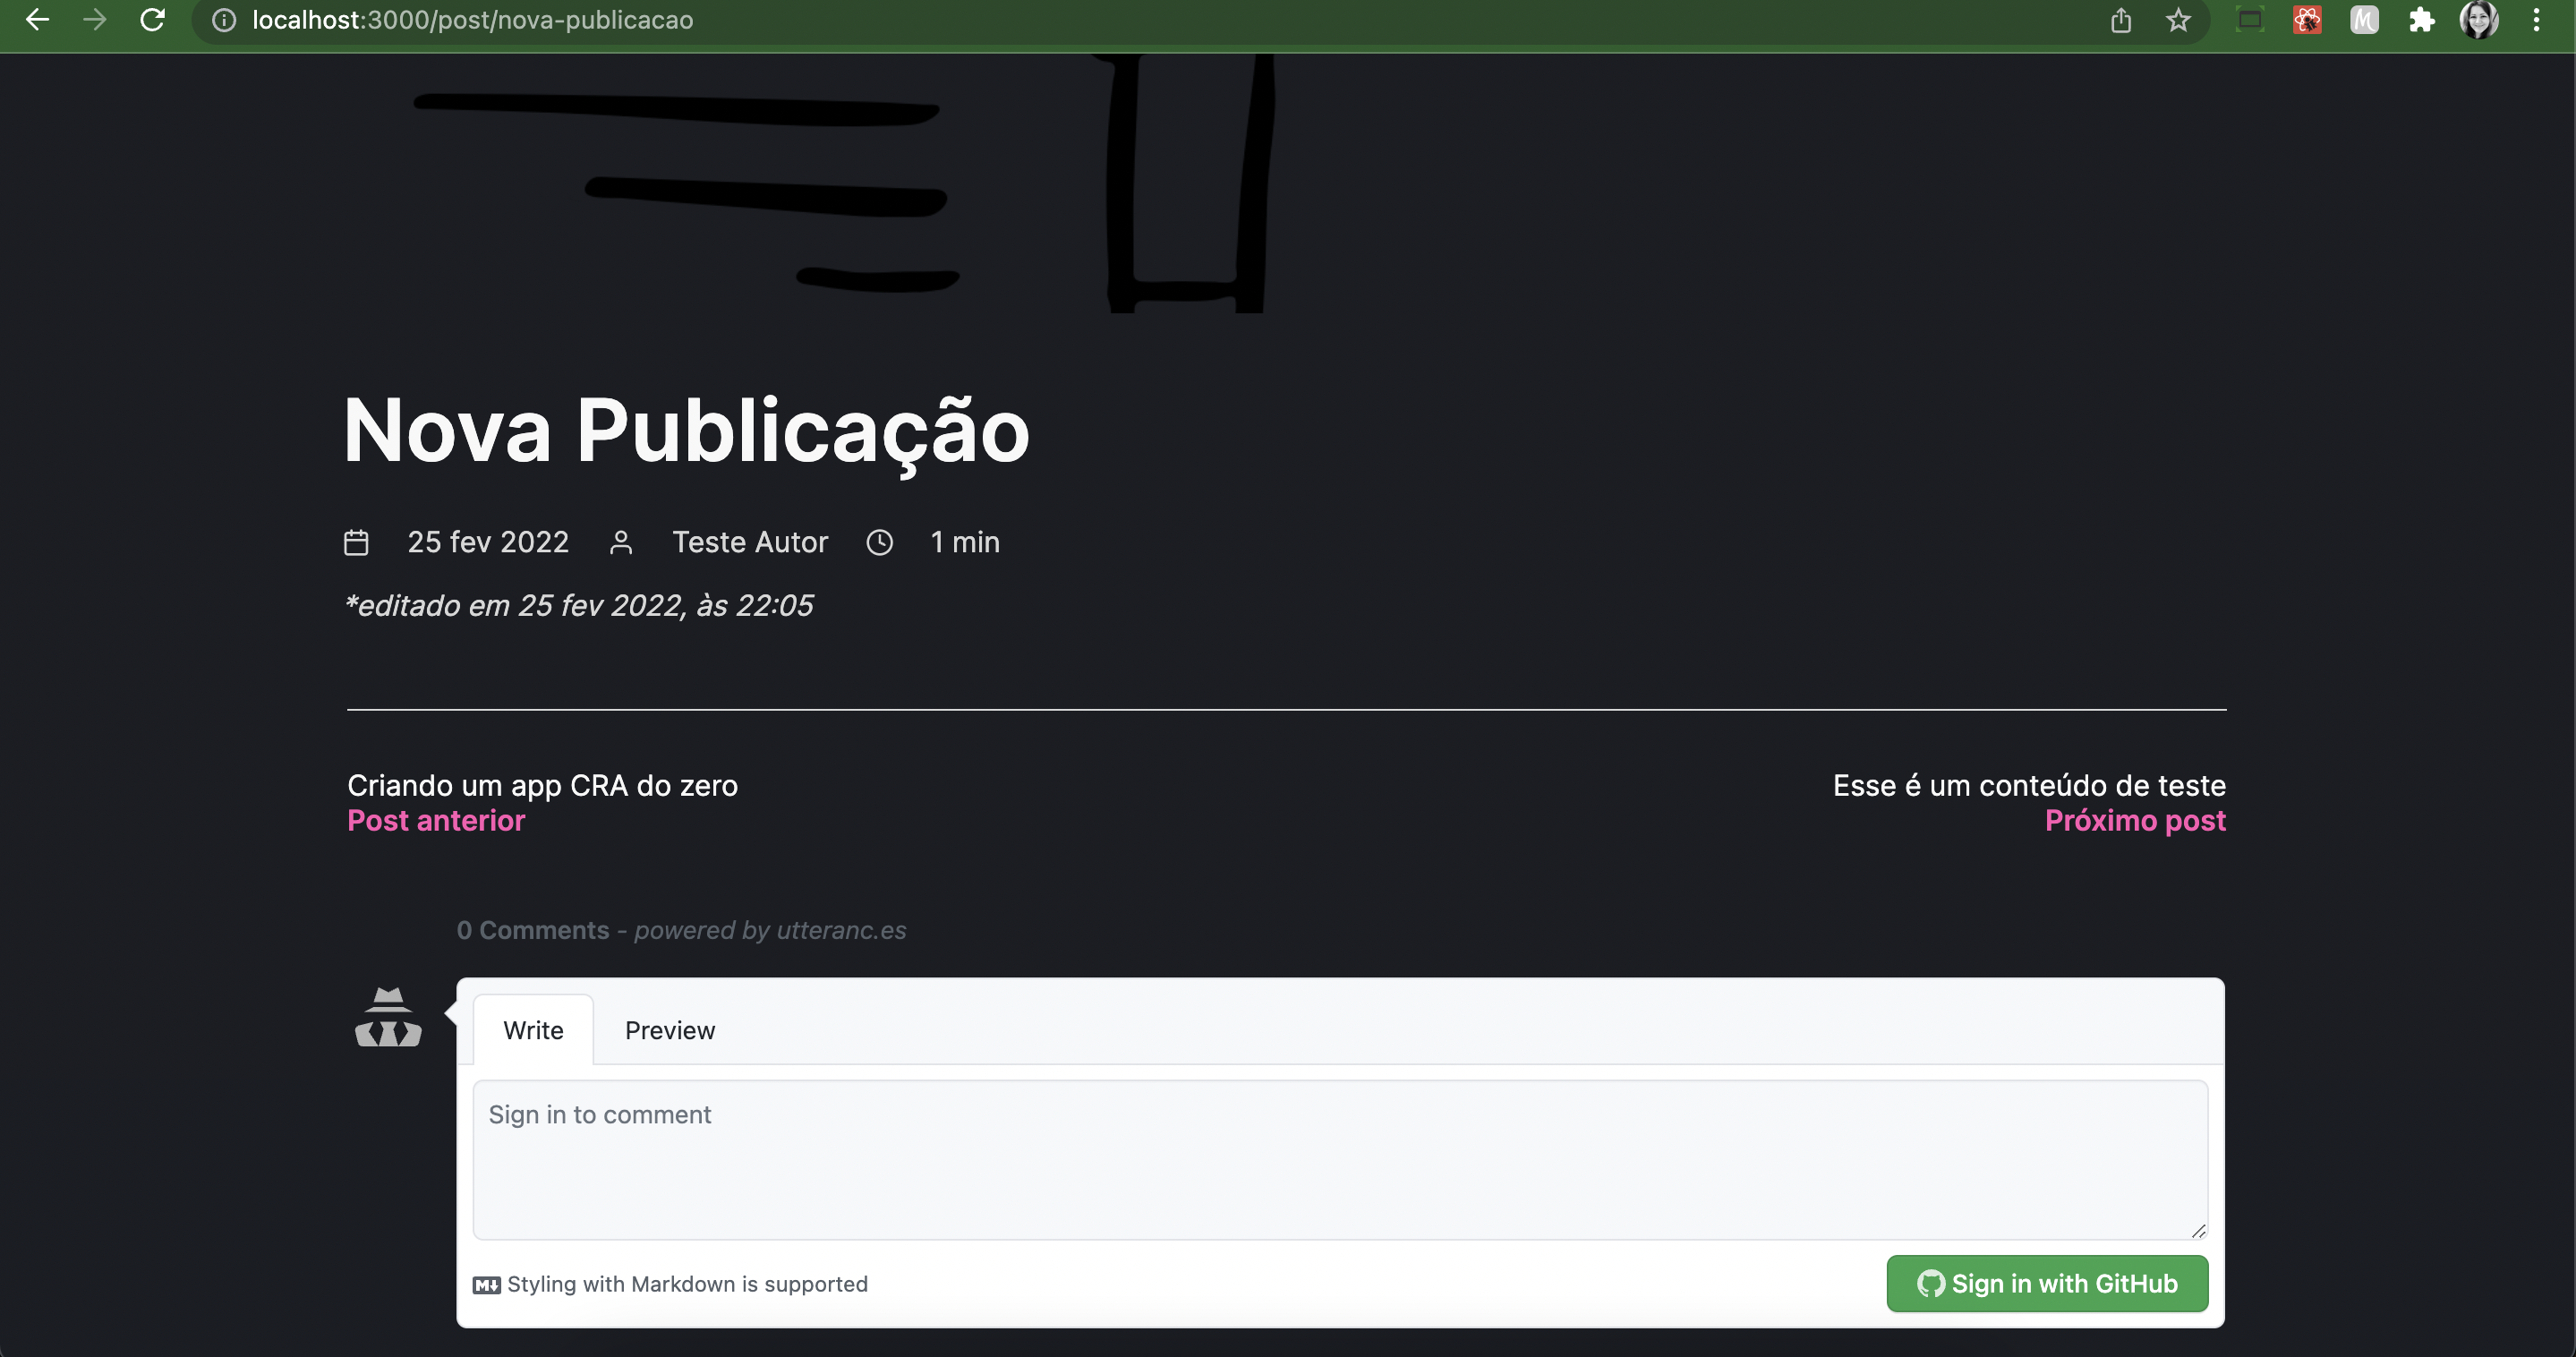 localhost:3000/post/nova-publicacao
Nova Publicação
25 fev 2022 Teste Autor 1 min
*editado em 25 fev 2022, às 22:05
Criando um app CRA do zero
Post anterior
Esse é um conteúdo de teste
Próximo post
0 Comments - powered by utteranc.es
Write Preview
Sign in to comment
Styling with Markdown is supported
Sign in with GitHub